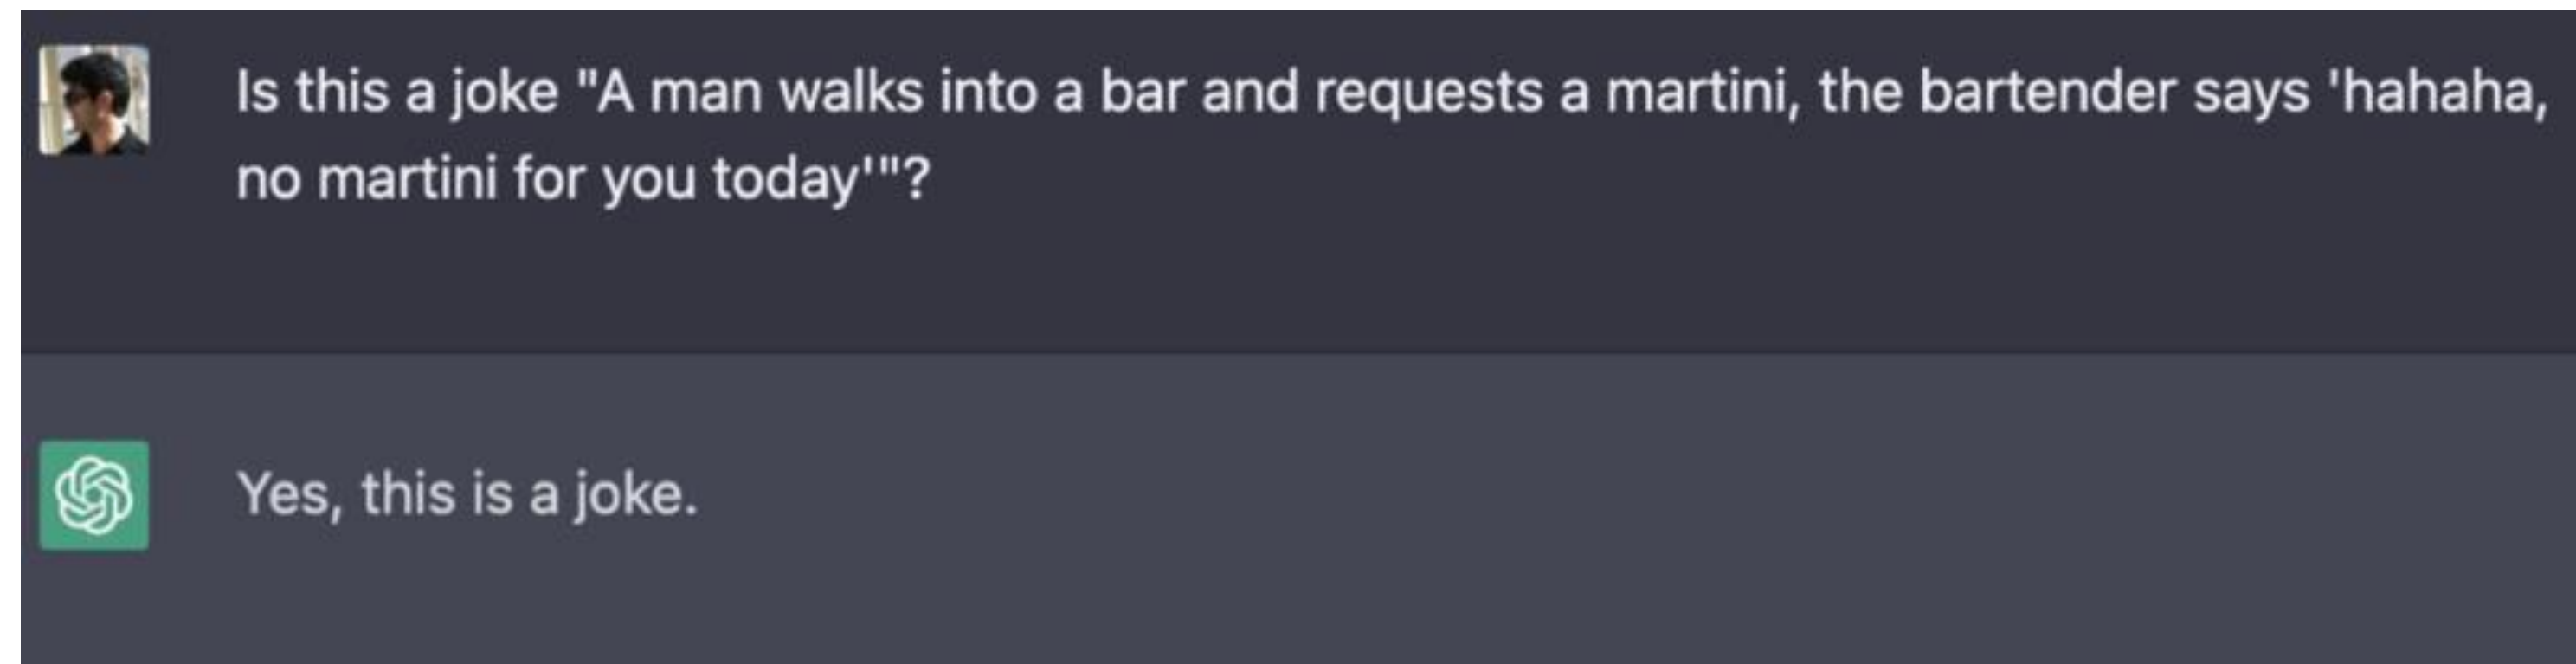 Is this a joke "A man walks into a bar and requests a martini, the bartender says 'hahaha,
no martini for you today'"?
Yes, this is a joke.